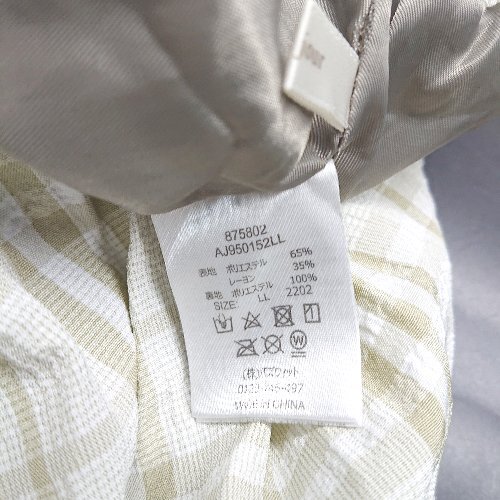 875802
AJ950152LL
表地 ポリエステル 65%
レーヨン 35%
裏地 ポリエステル 100%
SIZE: LL 2202
W
MADE IN CHINA